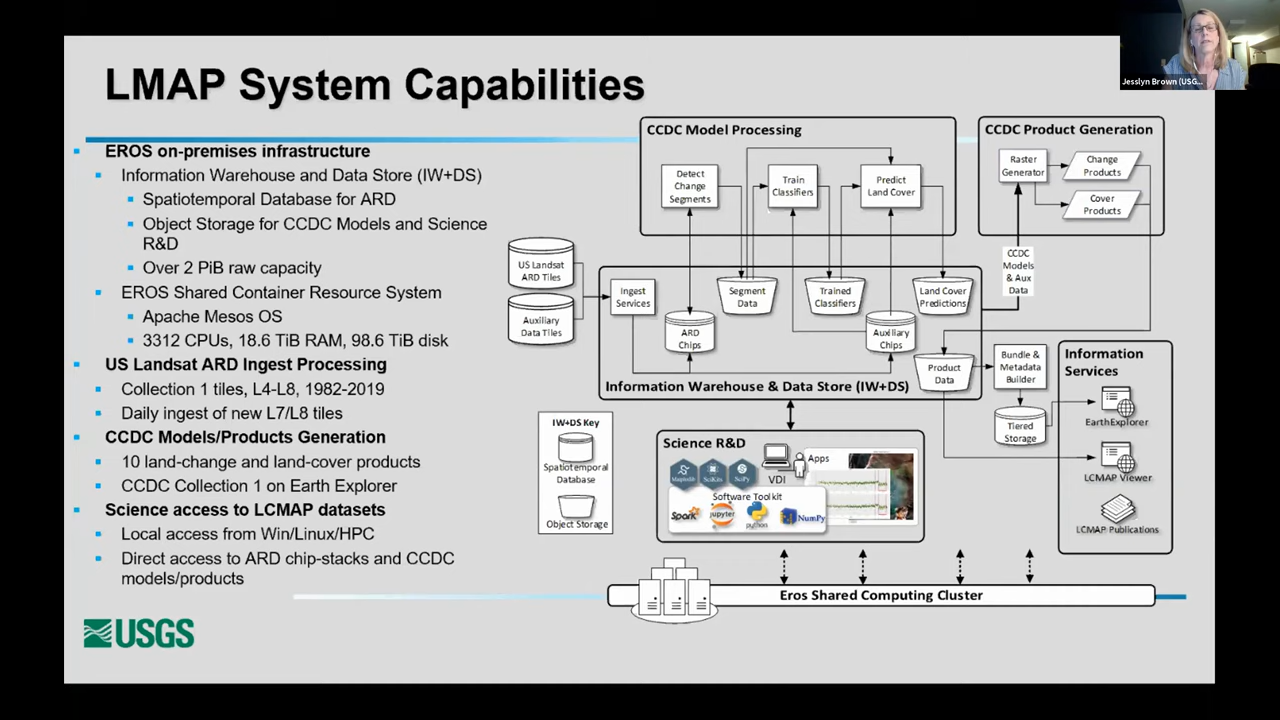 LMAP System Capabilities
Jesslyn Brown (USG...
EROS on-premises infrastructure
Information Warehouse and Data Store (IW+DS)
Spatiotemporal Database for ARD
Object Storage for CCDC Models and Science
R&D
Over 2 PiB raw capacity
EROS Shared Container Resource System
Apache Mesos OS
3312 CPUs, 18.6 TiB RAM, 98.6 TiB disk
US Landsat ARD Ingest Processing
Collection 1 tiles, L4-L8, 1982-2019
Daily ingest of new L7/L8 tiles
CCDC Models/Products Generation
10 land-change and land-cover products
CCDC Collection 1 on Earth Explorer
Science access to LCMAP datasets
Local access from Win/Linux/HPC
Direct access to ARD chip-stacks and CCDC
models/products
USGS
CCDC Model Processing
Detect
Change
Segments
Train
Classifiers
Predict
Land Cover
CCDC Product Generation
Raster
Generator
Change
Products
Cover
Products
CCDC
Models
& Aux
Data
US Landsat
ARD Tiles
Auxiliary
Data Tiles
Ingest
Services
Segment
Data
Trained
Classifiers
Land Cover
Predictions
ARD
Chips
Auxiliary
Chips
Product
Data
Information Warehouse & Data Store (IW+DS)
Bundle &
Metadata
Builder
Tiered
Storage
Information
Services
EarthExplorer
LCMAP Viewer
LCMAP Publications
IW+DS Key
Spatiotemporal
Database
Object Storage
Science R&D
VDI
Apps
SciKits
SciPy
Software Toolkit
Spark
jupyter
python
NumPy
Eros Shared Computing Cluster